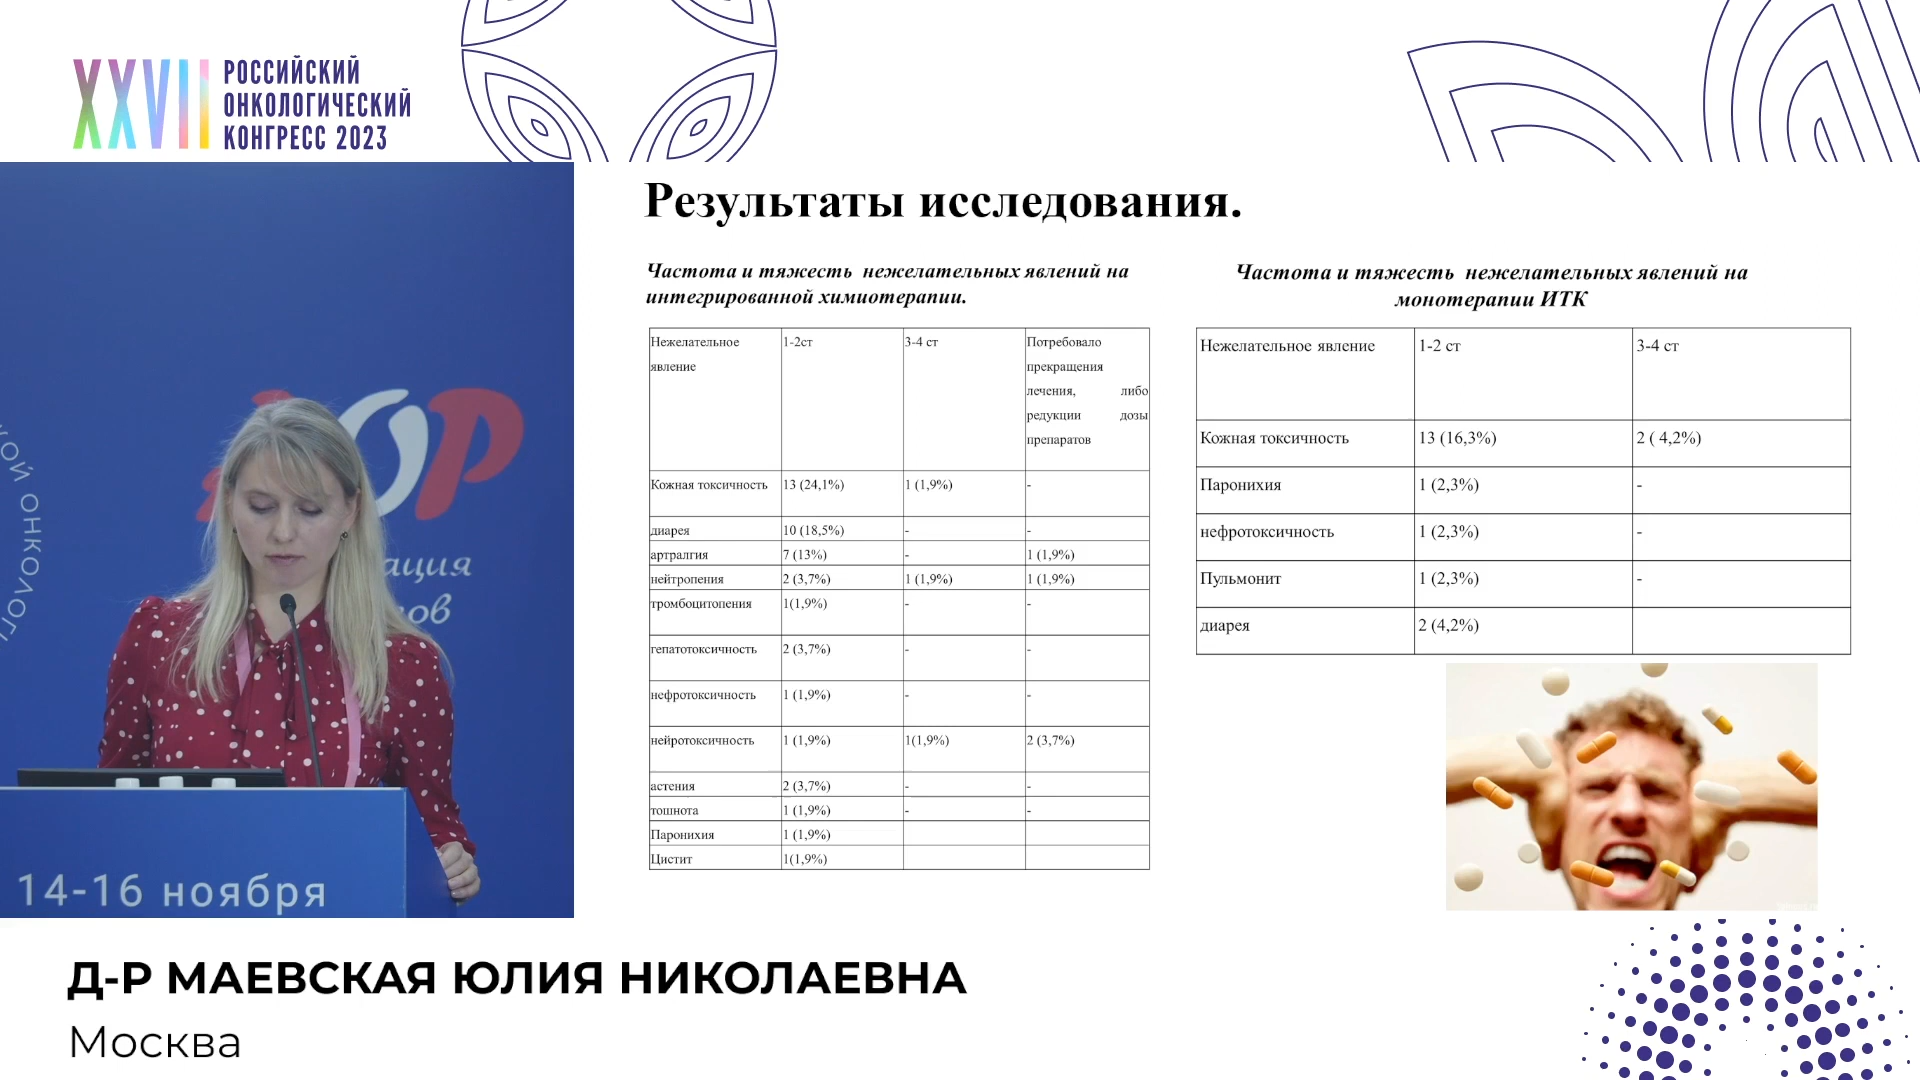 XXVII
РОССИЙСКИЙ
ОНКОЛОГИЧЕСКИЙ
КОНГРЕСС 2023
Результаты исследования.
Частота и тяжесть нежелательных явлений на
интегрированной химиотерапии.
Нежелательное явление 1-2ст 3-4 ст Потребовало прекращения лечения, либо редукции дозы препаратов
Кожная токсичность 13 (24,1%) 1 (1,9%) -
диарея 10 (18,5%) - -
артралгия 7 (13%) - 1 (1,9%)
нейтропения 2 (3,7%) 1 (1,9%) 1 (1,9%)
тромбоцитопения 1(1,9%) - -
гепатотоксичность 2 (3,7%) - -
нефротоксичность 1 (1,9%) - -
нейротоксичность 1 (1,9%) 1(1,9%) 2 (3,7%)
астения 2 (3,7%) - -
тошнота 1 (1,9%) - -
Паронихия 1 (1,9%)
Цистит 1(1,9%)
Частота и тяжесть нежелательных явлений на
монотерапии ИТК
Нежелательное явление 1-2 ст 3-4 ст
Кожная токсичность 13 (16,3%) 2 ( 4,2%)
Паронихия 1 (2,3%) -
нефротоксичность 1 (2,3%) -
Пульмонит 1 (2,3%) -
диарея 2 (4,2%)
ОР
ация
ов
ОЙ ОНКОЛОГ
14-16 ноября
Д-Р МАЕВСКАЯ ЮЛИЯ НИКОЛАЕВНА
Москва